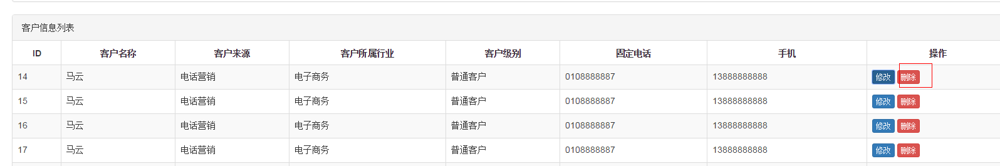 客户信息列表
ID 客户名称 客户来源 客户所属行业 客户级别 固定电话 手机 操作
14 马云 电话营销 电子商务 普通客户 0108888887 13888888888 修改 删除
15 马云 电话营销 电子商务 普通客户 0108888887 13888888888 修改 删除
16 马云 电话营销 电子商务 普通客户 0108888887 13888888888 修改 删除
17 马云 电话营销 电子商务 普通客户 0108888887 13888888888 修改 删除